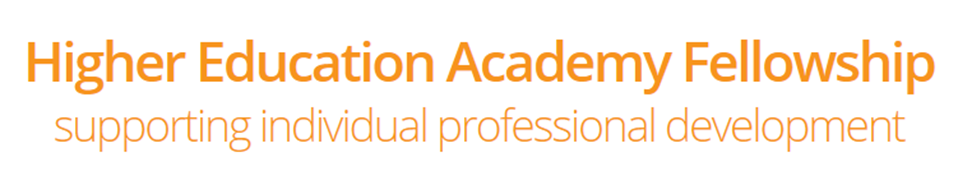 Higher Education Academy Fellowship
supporting individual professional development